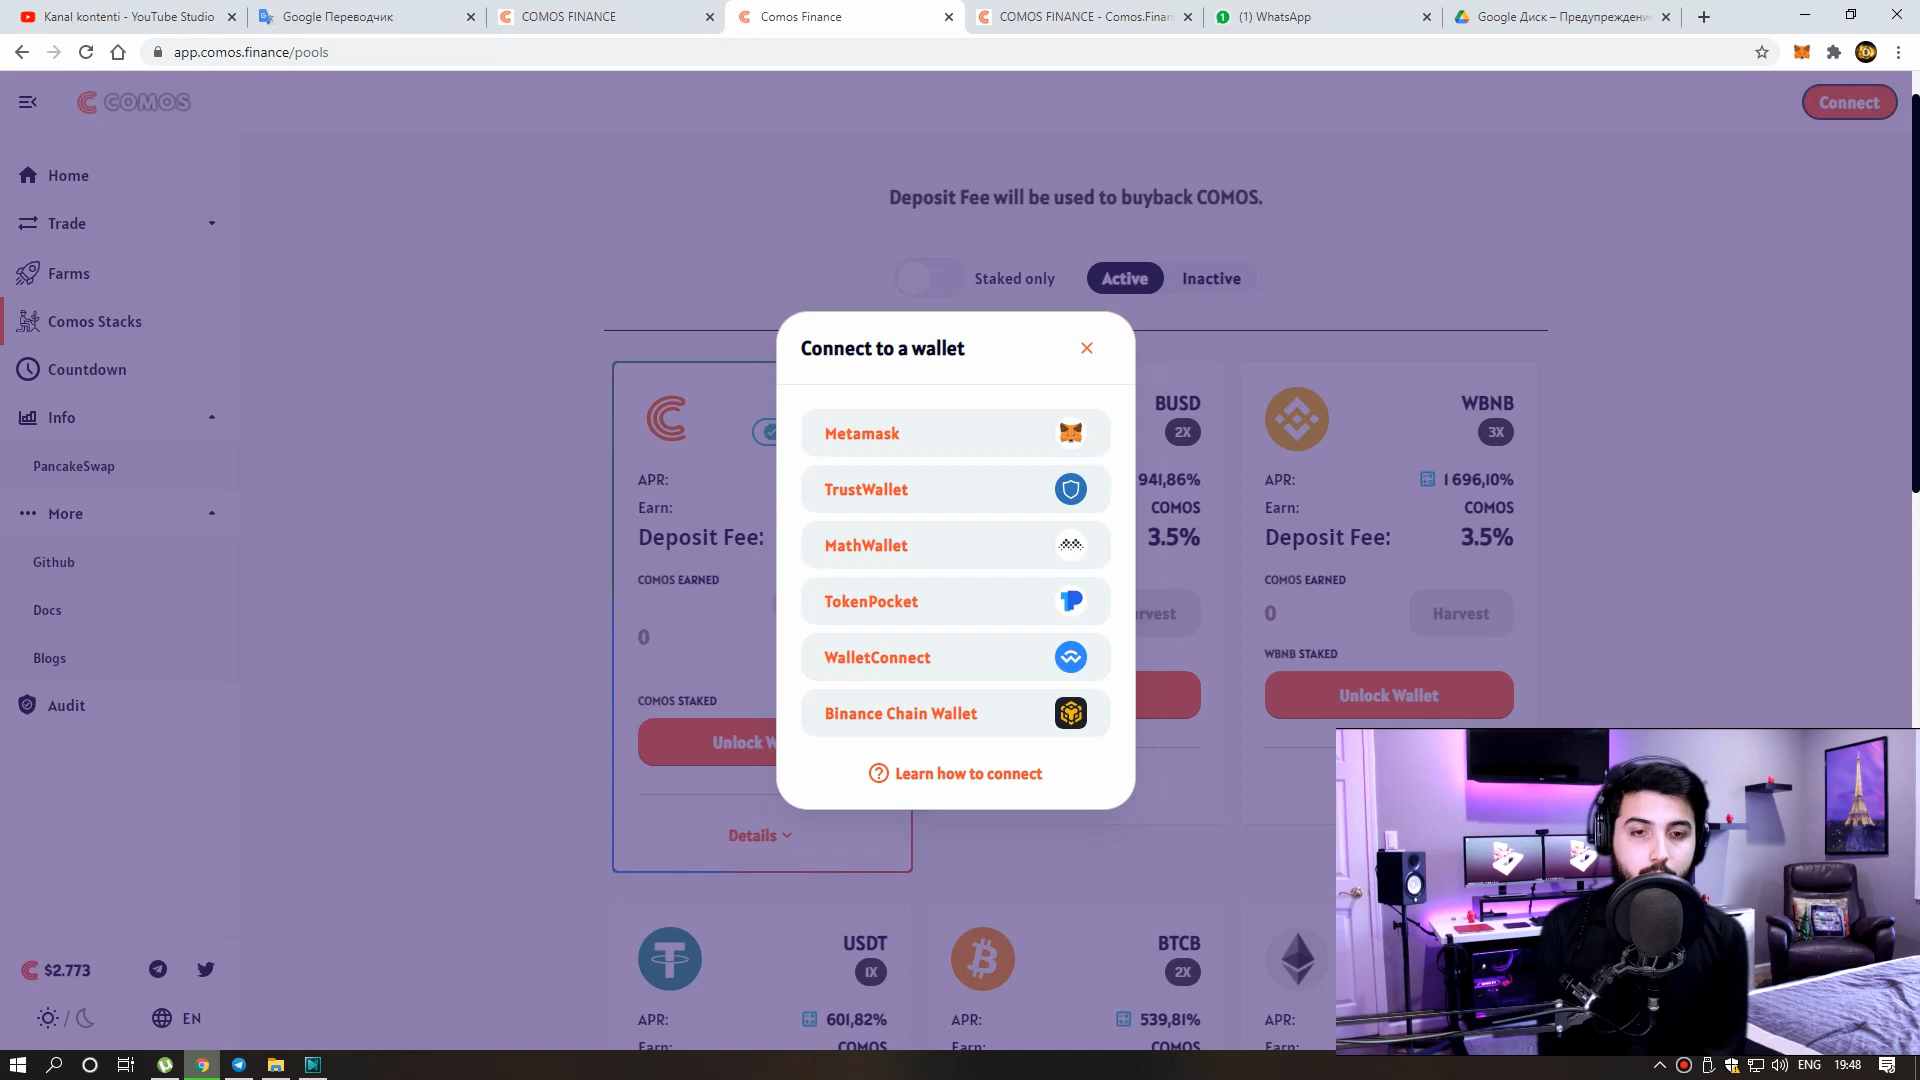 Kanal kontenti - YouTube Studio
Google Переводчик
COMOS FINANCE
Comos Finance
COMOS FINANCE - Comos.Finan
(1) WhatsApp
Google Диск – Предупреждени
app.comos.finance/pools
COMOS
Connect
Home
Trade
Farms
Comos Stacks
Countdown
Info
PancakeSwap
More
Github
Docs
Blogs
Audit
$2.773
EN
Deposit Fee will be used to buyback COMOS.
Staked only
Active
Inactive
APR:
Earn:
Deposit Fee:
COMOS EARNED
0
COMOS STAKED
Unlock W
Details
Connect to a wallet
Metamask
TrustWallet
MathWallet
TokenPocket
WalletConnect
Binance Chain Wallet
Learn how to connect
BUSD
2X
941,86%
COMOS
3.5%
rvest
WBNB
3X
APR:
1 696,10%
Earn:
COMOS
Deposit Fee:
3.5%
COMOS EARNED
0
Harvest
WBNB STAKED
Unlock Wallet
USDT
1X
APR:
601,82%
Earn:
COMOS
BTCB
2X
APR:
539,81%
Earn:
COMOS
APR:
Earn:
ENG
19:48